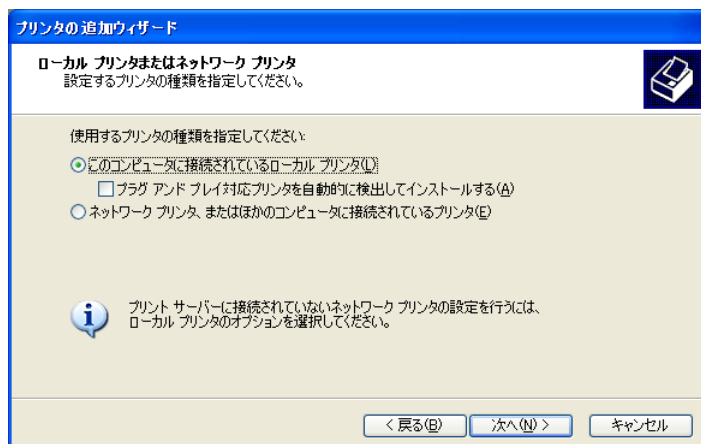 プリンタの追加ウィザード
ローカル プリンタまたはネットワーク プリンタ
設定するプリンタの種類を指定してください。
使用するプリンタの種類を指定してください:
このコンピュータに接続されているローカル プリンタ(L)
プラグ アンド プレイ対応プリンタを自動的に検出してインストールする(A)
ネットワーク プリンタ、またはほかのコンピュータに接続されているプリンタ(E)
プリント サーバーに接続されていないネットワーク プリンタの設定を行うには、
ローカル プリンタのオプションを選択してください。
< 戻る(B) 次へ(N) > キャンセル